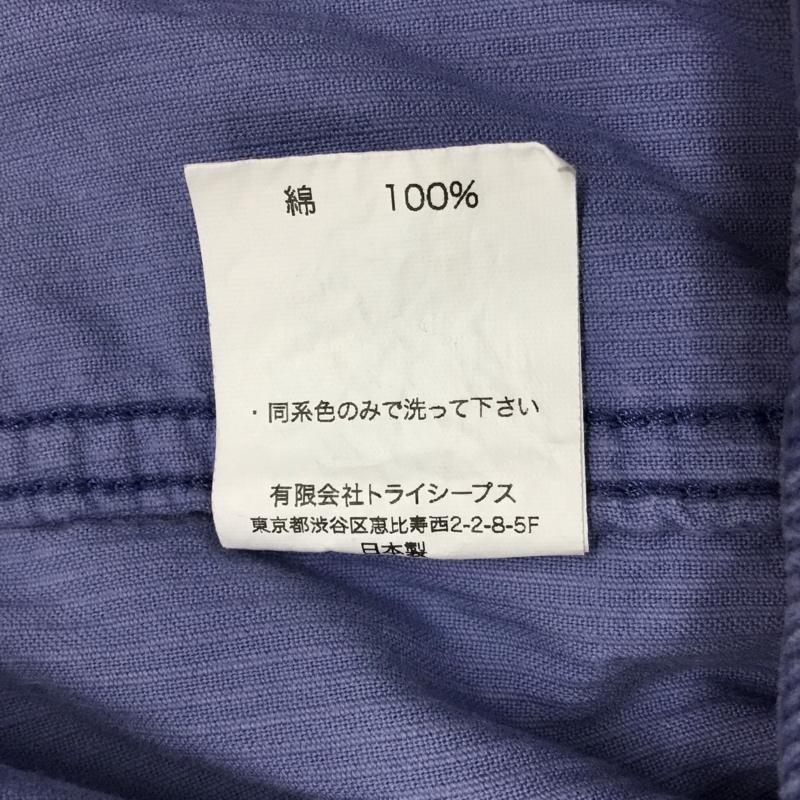 綿 100%
・同系色のみで洗って下さい
有限会社トライシープス
東京都渋谷区恵比寿西2-2-8-5F
日本製